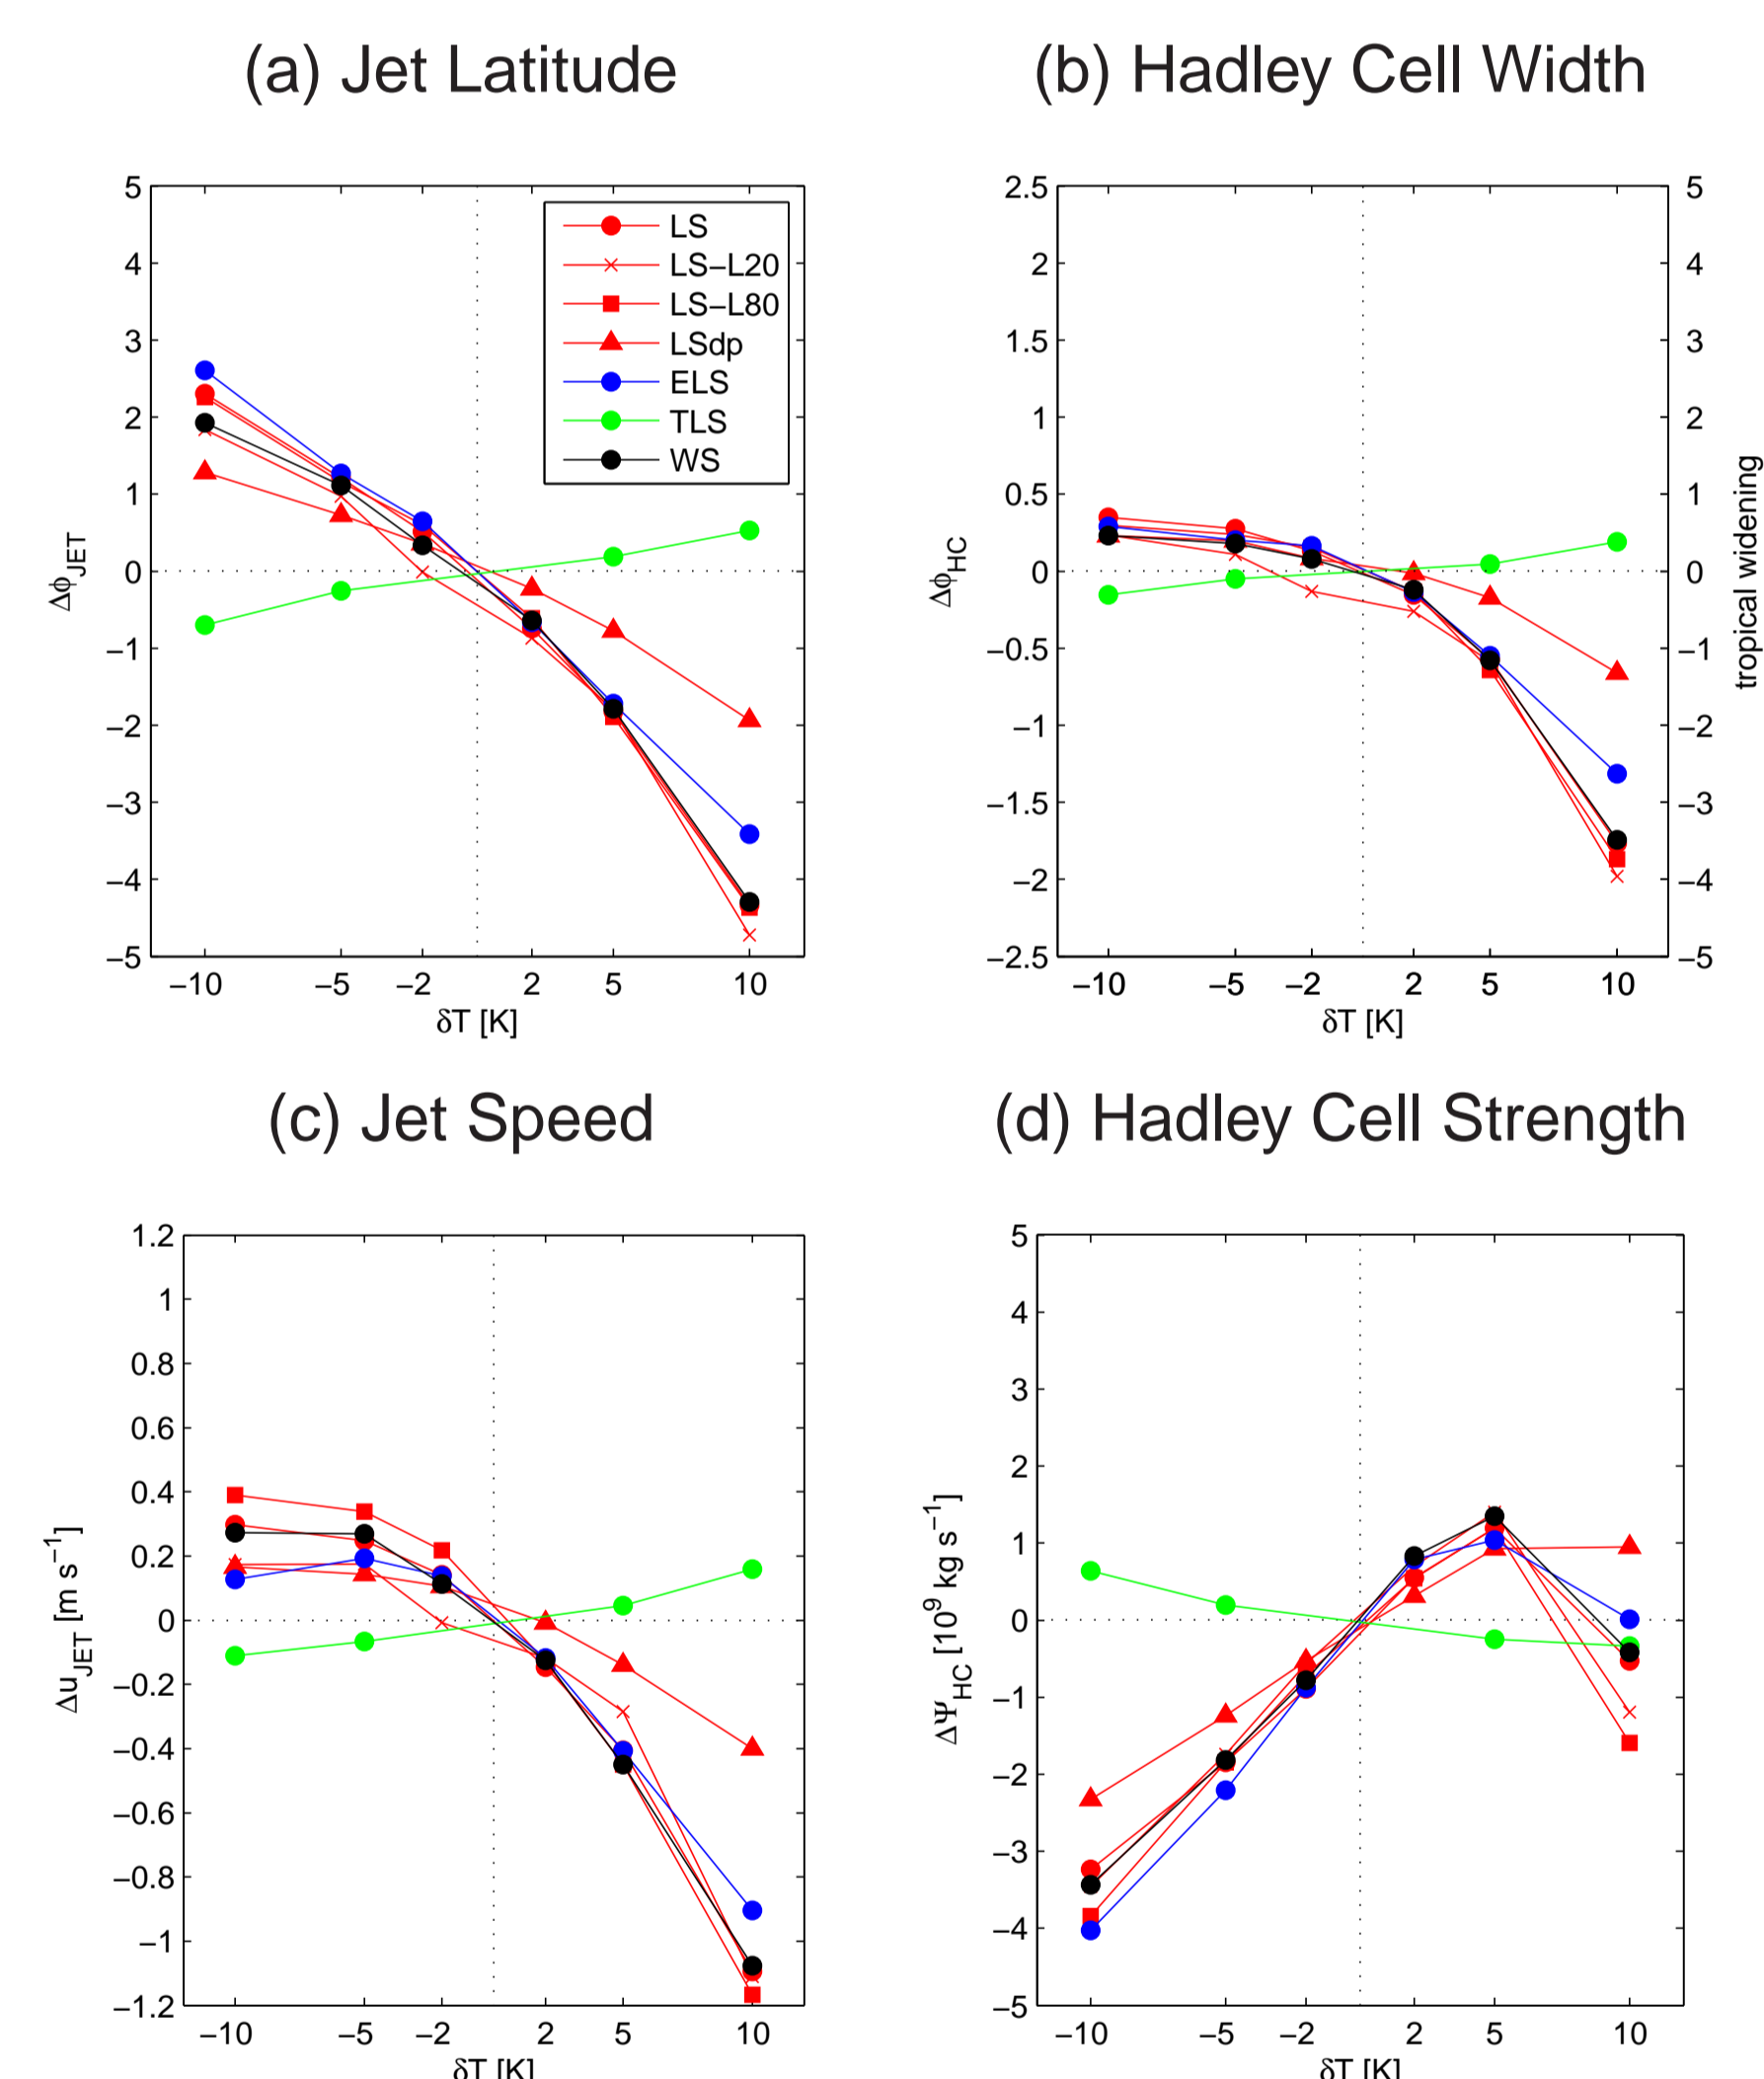 (a) Jet Latitude
(b) Hadley Cell Width
5
4
3
2
1
0
−1
−2
−3
−4
−5
ΔϕJET
LS
LS−L20
LS−L80
LSdp
ELS
TLS
WS
−10 −5 −2 2 5 10
δT [K]
2.5
2
1.5
1
0.5
0
−0.5
−1
−1.5
−2
−2.5
ΔϕHC
5
4
3
2
1
0
−1
−2
−3
−4
−5
tropical widening
−10 −5 −2 2 5 10
δT [K]
(c) Jet Speed
(d) Hadley Cell Strength
1.2
1
0.8
0.6
0.4
0.2
0
−0.2
−0.4
−0.6
−0.8
−1
−1.2
ΔuJET [m s−1]
−10 −5 −2 2 5 10
δT [K]
5
4
3
2
1
0
−1
−2
−3
−4
−5
ΔΨHC [10⁹ kg s−1]
−10 −5 −2 2 5 10
δT [K]